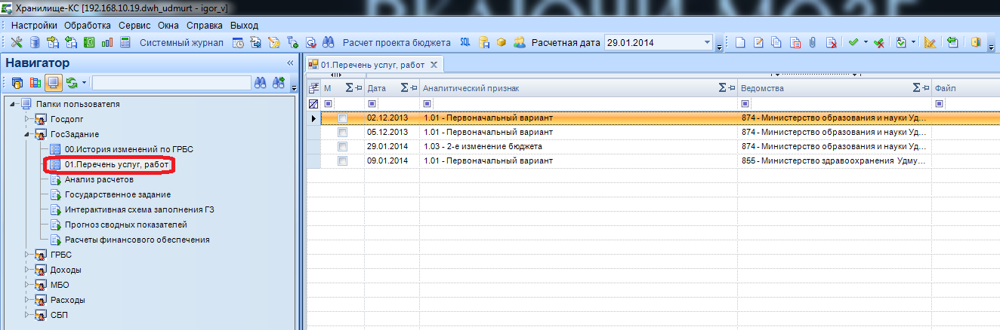 Хранилище-КС [192.168.10.19.dwh_udmurt - igor_v]
Настройки Обработка Сервис Окна Справка Выход
Системный журнал Расчет проекта бюджета SQL Расчетная дата 29.01.2014
Навигатор
Папки пользователя
Госдолг
ГосЗадание
00.История изменений по ГРБС
01.Перечень услуг, работ
Анализ расчетов
Государственное задание
Интерактивная схема заполнения ГЗ
Прогноз сводных показателей
Расчеты финансового обеспечения
ГРБС
Доходы
МБО
Расходы
СБП
01.Перечень услуг, работ
М Дата Аналитический признак Ведомства Файл
02.12.2013 1.01 - Первоначальный вариант 874 - Министерство образования и науки Уд...
05.12.2013 1.01 - Первоначальный вариант 874 - Министерство образования и науки Уд...
29.01.2014 1.03 - 2-е изменение бюджета 874 - Министерство образования и науки Уд...
09.01.2014 1.01 - Первоначальный вариант 855 - Министерство здравоохранения Удму...